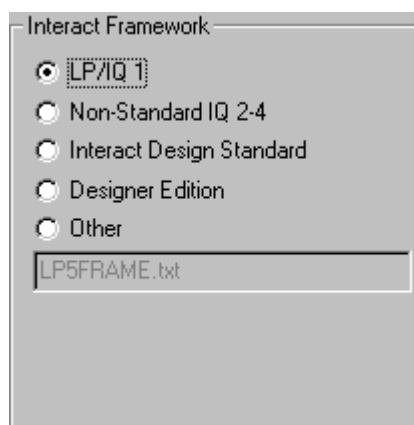 Interact Framework
LP/IQ 1
Non-Standard IQ 2-4
Interact Design Standard
Designer Edition
Other
LP5FRAME.txt